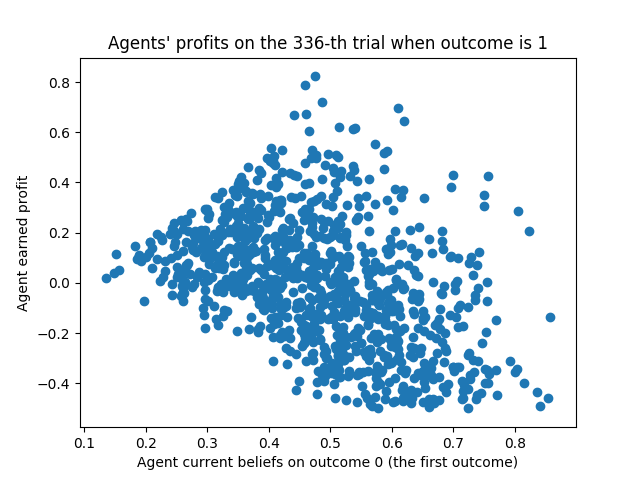 Agents' profits on the 336-th trial when outcome is 1
0.8
0.6
0.4
0.2
0.0
−0.2
−0.4
Agent earned profit
0.1 0.2 0.3 0.4 0.5 0.6 0.7 0.8
Agent current beliefs on outcome 0 (the first outcome)